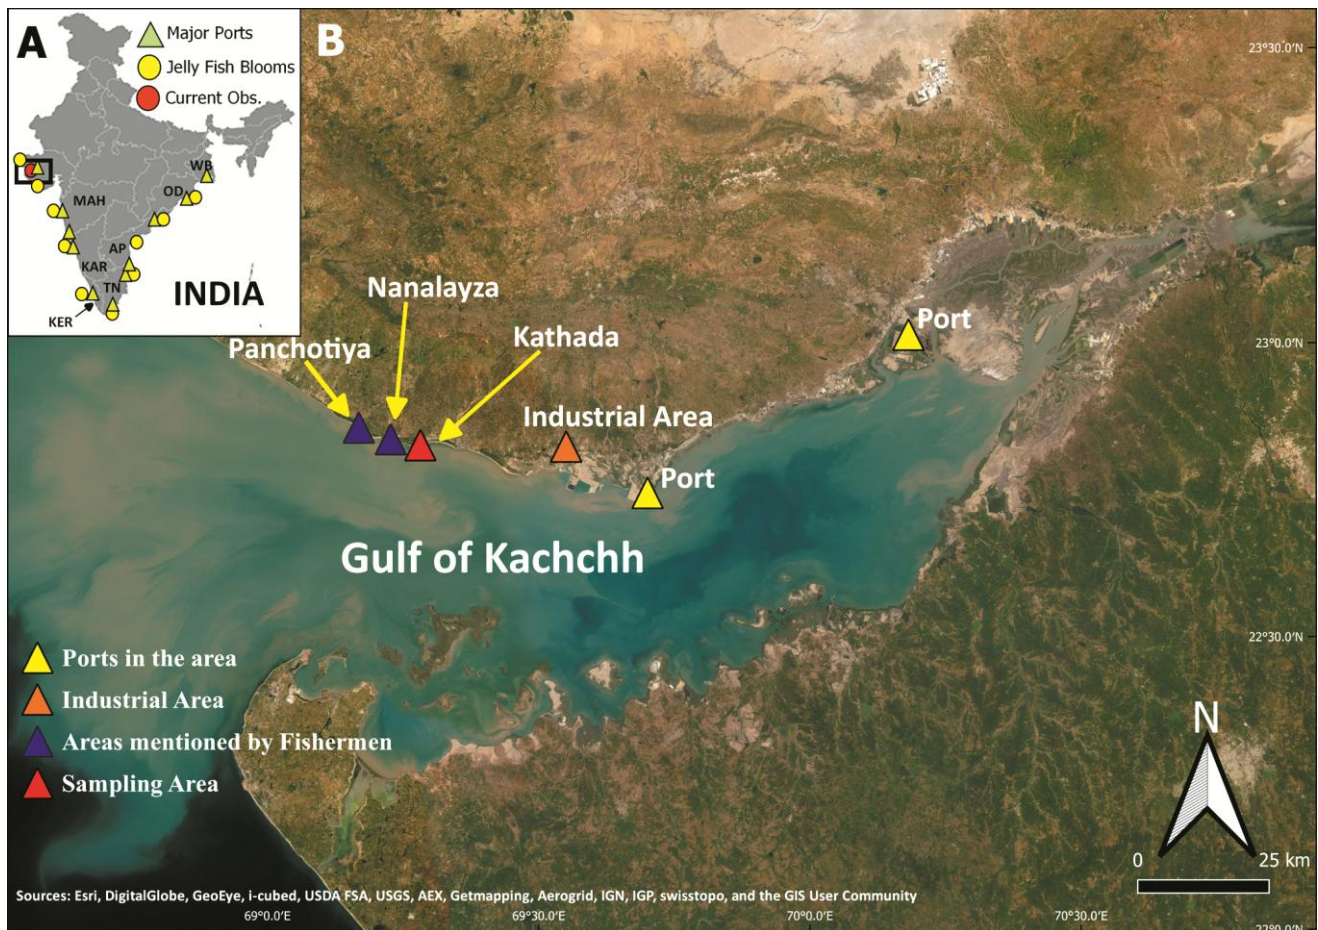 A
Major Ports
Jelly Fish Blooms
Current Obs.
WB
OD
MAH
AP
KAR
TN
KER
INDIA
B
23°30.0'N
Nanalayza
Panchotiya
Kathada
Port
23°0.0'N
Industrial Area
Port
Gulf of Kachchh
22°30.0'N
Ports in the area
Industrial Area
Areas mentioned by Fishermen
Sampling Area
N
0 25 km
Sources: Esri, DigitalGlobe, GeoEye, i-cubed, USDA FSA, USGS, AEX, Getmapping, Aerogrid, IGN, IGP, swisstopo, and the GIS User Community
69°0.0'E 69°30.0'E 70°0.0'E 70°30.0'E
22°0.0'N